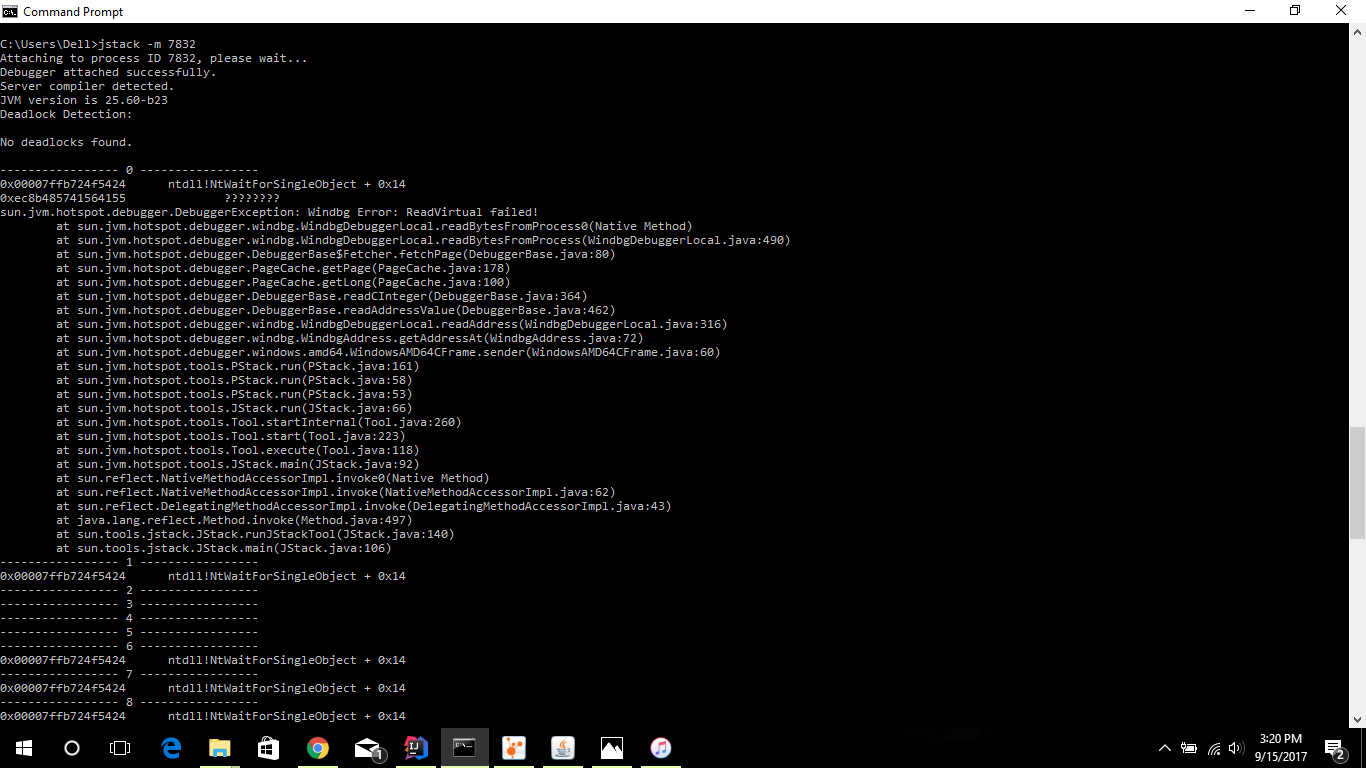 Command Prompt
C:\Users\Dell>jstack -m 7832
Attaching to process ID 7832, please wait...
Debugger attached successfully.
Server compiler detected.
JVM version is 25.60-b23
Deadlock Detection:
No deadlocks found.
----------------- 0 -----------------
0x00007ffb724f5424      ntdll!NtWaitForSingleObject + 0x14
0xec8b485741564155              ????????
sun.jvm.hotspot.debugger.DebuggerException: Windbg Error: ReadVirtual failed!
        at sun.jvm.hotspot.debugger.windbg.WindbgDebuggerLocal.readBytesFromProcess0(Native Method)
        at sun.jvm.hotspot.debugger.windbg.WindbgDebuggerLocal.readBytesFromProcess(WindbgDebuggerLocal.java:490)
        at sun.jvm.hotspot.debugger.DebuggerBase$Fetcher.fetchPage(DebuggerBase.java:80)
        at sun.jvm.hotspot.debugger.PageCache.getPage(PageCache.java:178)
        at sun.jvm.hotspot.debugger.PageCache.getLong(PageCache.java:100)
        at sun.jvm.hotspot.debugger.DebuggerBase.readCInteger(DebuggerBase.java:364)
        at sun.jvm.hotspot.debugger.DebuggerBase.readAddressValue(DebuggerBase.java:462)
        at sun.jvm.hotspot.debugger.windbg.WindbgDebuggerLocal.readAddress(WindbgDebuggerLocal.java:316)
        at sun.jvm.hotspot.debugger.windbg.WindbgAddress.getAddressAt(WindbgAddress.java:72)
        at sun.jvm.hotspot.debugger.windows.amd64.WindowsAMD64CFrame.sender(WindowsAMD64CFrame.java:60)
        at sun.jvm.hotspot.tools.PStack.run(PStack.java:161)
        at sun.jvm.hotspot.tools.PStack.run(PStack.java:58)
        at sun.jvm.hotspot.tools.PStack.run(PStack.java:53)
        at sun.jvm.hotspot.tools.JStack.run(JStack.java:66)
        at sun.jvm.hotspot.tools.Tool.startInternal(Tool.java:260)
        at sun.jvm.hotspot.tools.Tool.start(Tool.java:223)
        at sun.jvm.hotspot.tools.Tool.execute(Tool.java:118)
        at sun.jvm.hotspot.tools.JStack.main(JStack.java:92)
        at sun.reflect.NativeMethodAccessorImpl.invoke0(Native Method)
        at sun.reflect.NativeMethodAccessorImpl.invoke(NativeMethodAccessorImpl.java:62)
        at sun.reflect.DelegatingMethodAccessorImpl.invoke(DelegatingMethodAccessorImpl.java:43)
        at java.lang.reflect.Method.invoke(Method.java:497)
        at sun.tools.jstack.JStack.runJStackTool(JStack.java:140)
        at sun.tools.jstack.JStack.main(JStack.java:106)
----------------- 1 -----------------
0x00007ffb724f5424      ntdll!NtWaitForSingleObject + 0x14
----------------- 2 -----------------
----------------- 3 -----------------
----------------- 4 -----------------
----------------- 5 -----------------
----------------- 6 -----------------
0x00007ffb724f5424      ntdll!NtWaitForSingleObject + 0x14
----------------- 7 -----------------
0x00007ffb724f5424      ntdll!NtWaitForSingleObject + 0x14
----------------- 8 -----------------
0x00007ffb724f5424      ntdll!NtWaitForSingleObject + 0x14
1
3:20 PM
9/15/2017
2